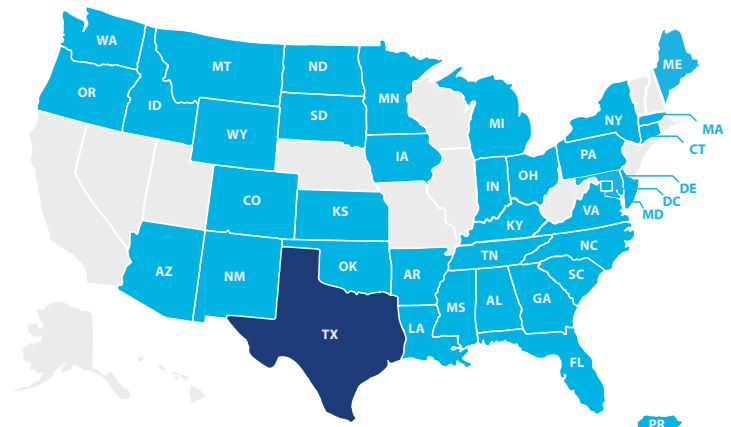 WA
MT
ND
MN
ME
OR
ID
SD
WY
MI
NY
MA
CT
IA
PA
OH
IN
DE
DC
MD
CO
KS
VA
KY
NC
TN
AZ
NM
OK
AR
SC
MS
AL
GA
TX
LA
FL
PR